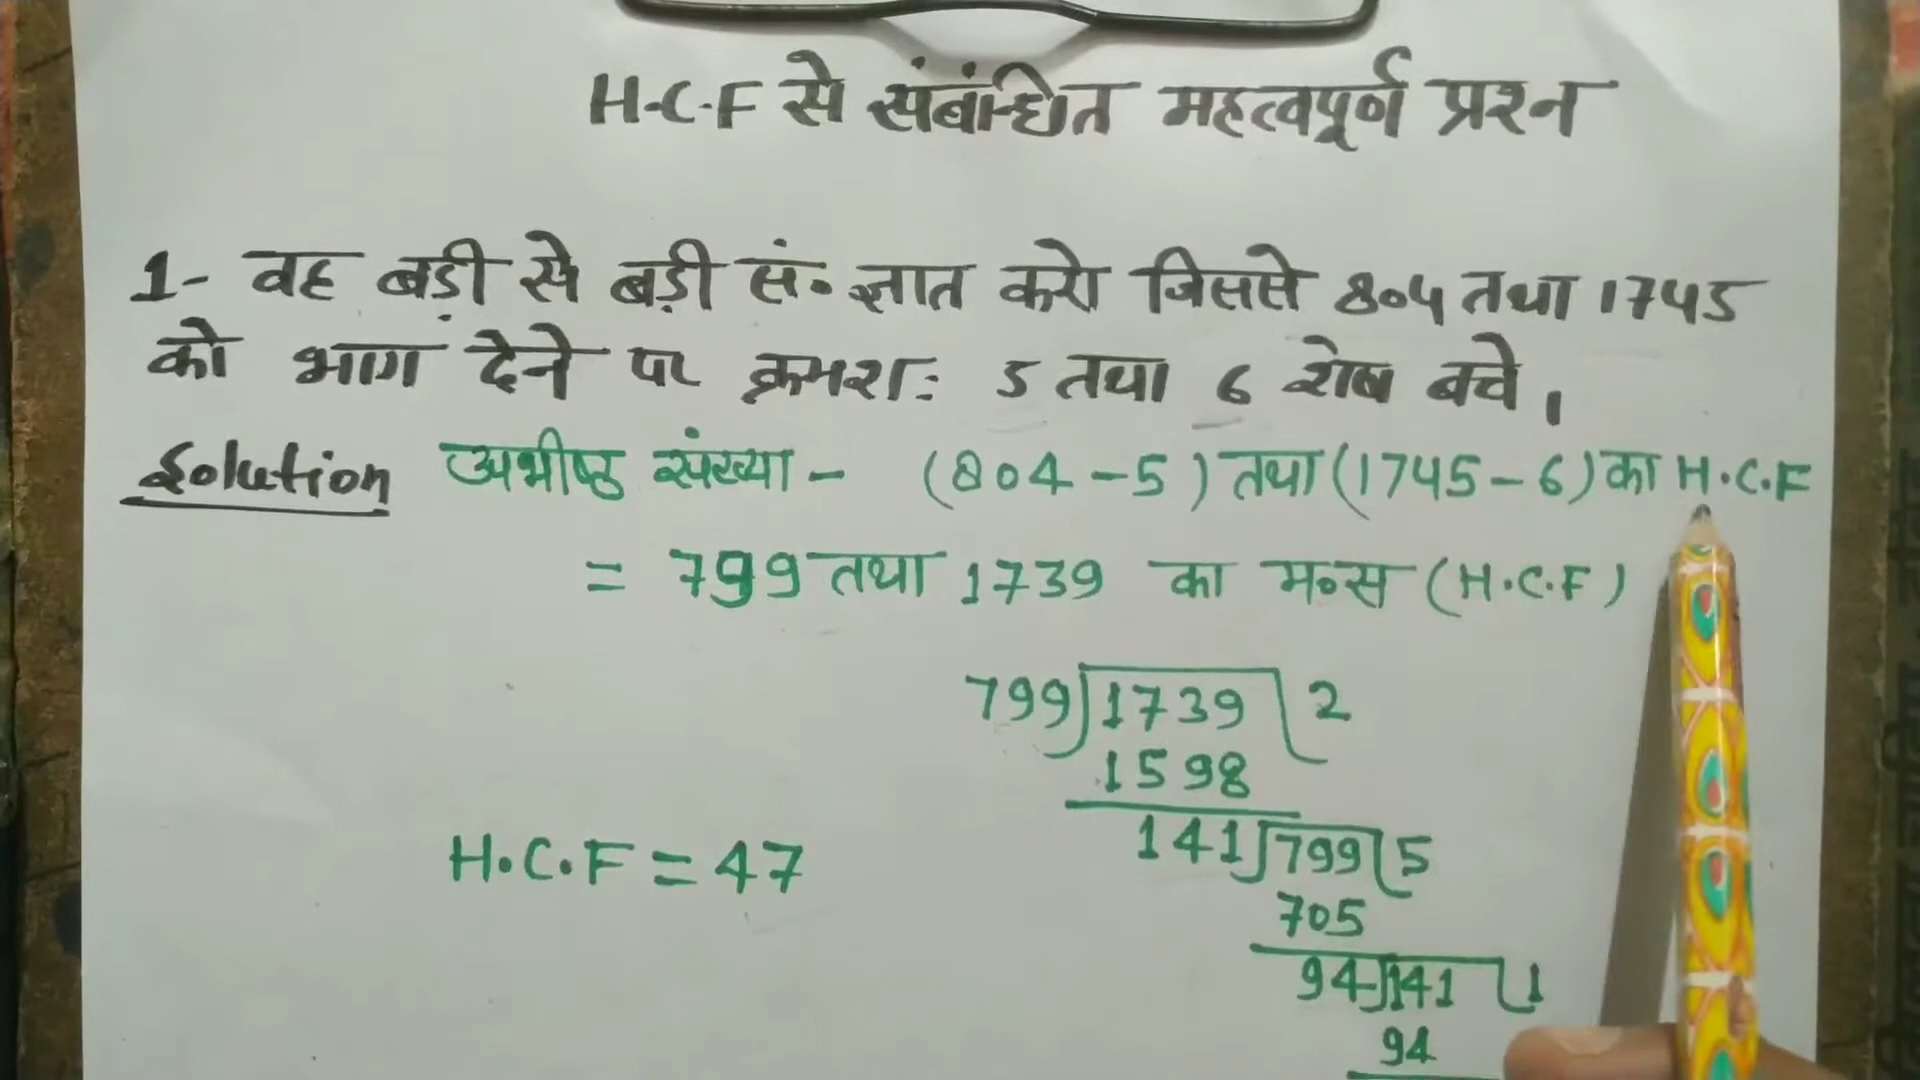 H.C.F से संबंन्धित महत्वपूर्ण प्रश्न
1- वह बड़ी से बड़ी सं. ज्ञात करो जिससे 804 तथा 1745
को भाग देने पर क्रमशः 5 तथा 6 शेष बचे।
Solution अभीष्ठ संख्या - (804-5) तथा (1745-6) का H.C.F
= 799 तथा 1739 का म.स (H.C.F)
799)1739(2
1598
141)799(5
705
94)141(1
94
H.C.F = 47